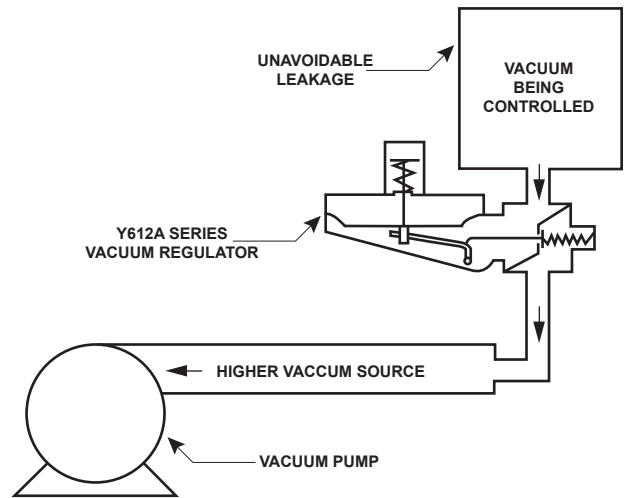 UNAVOIDABLE
LEAKAGE
VACUUM
BEING
CONTROLLED
Y612A SERIES
VACUUM REGULATOR
HIGHER VACCUM SOURCE
VACUUM PUMP